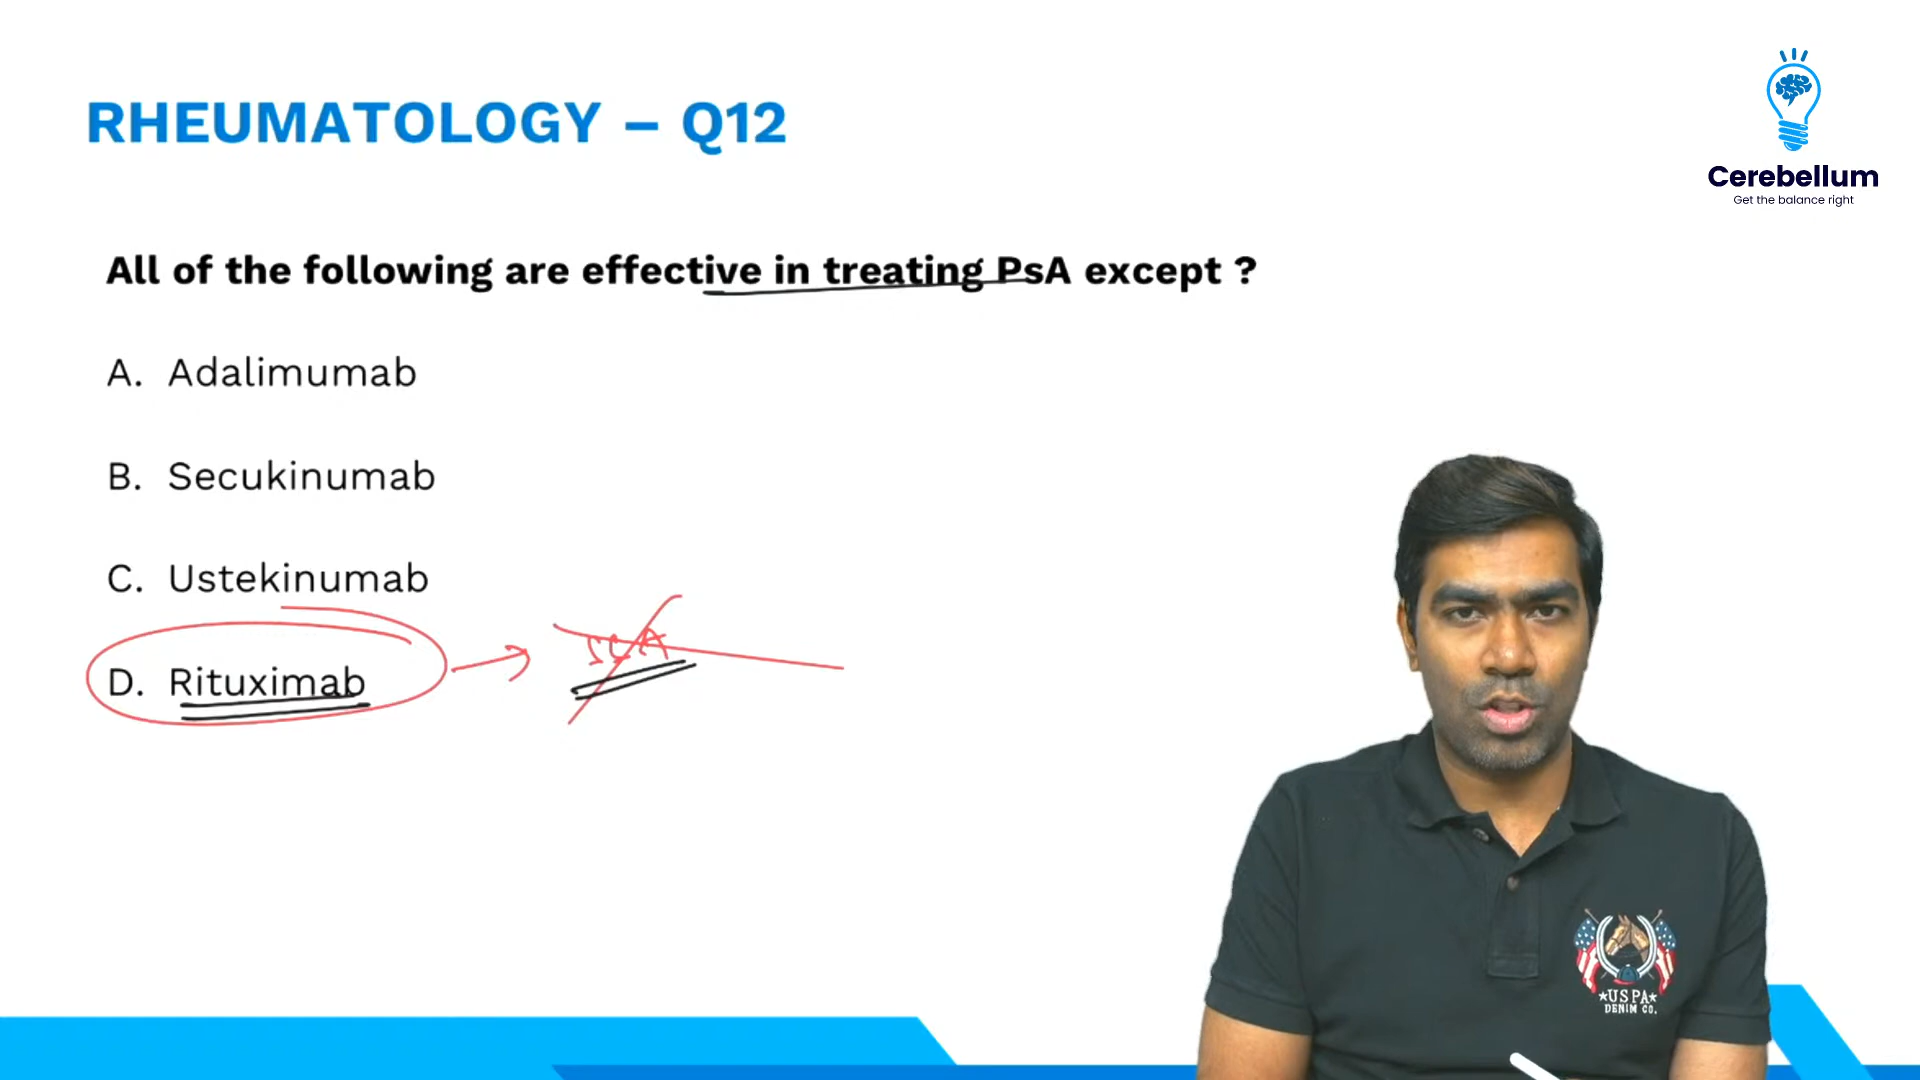 RHEUMATOLOGY – Q12
Cerebellum
Get the balance right
All of the following are effective in treating PsA except ?
A. Adalimumab
B. Secukinumab
C. Ustekinumab
D. Rituximab
★USPA★
DENIM CO.